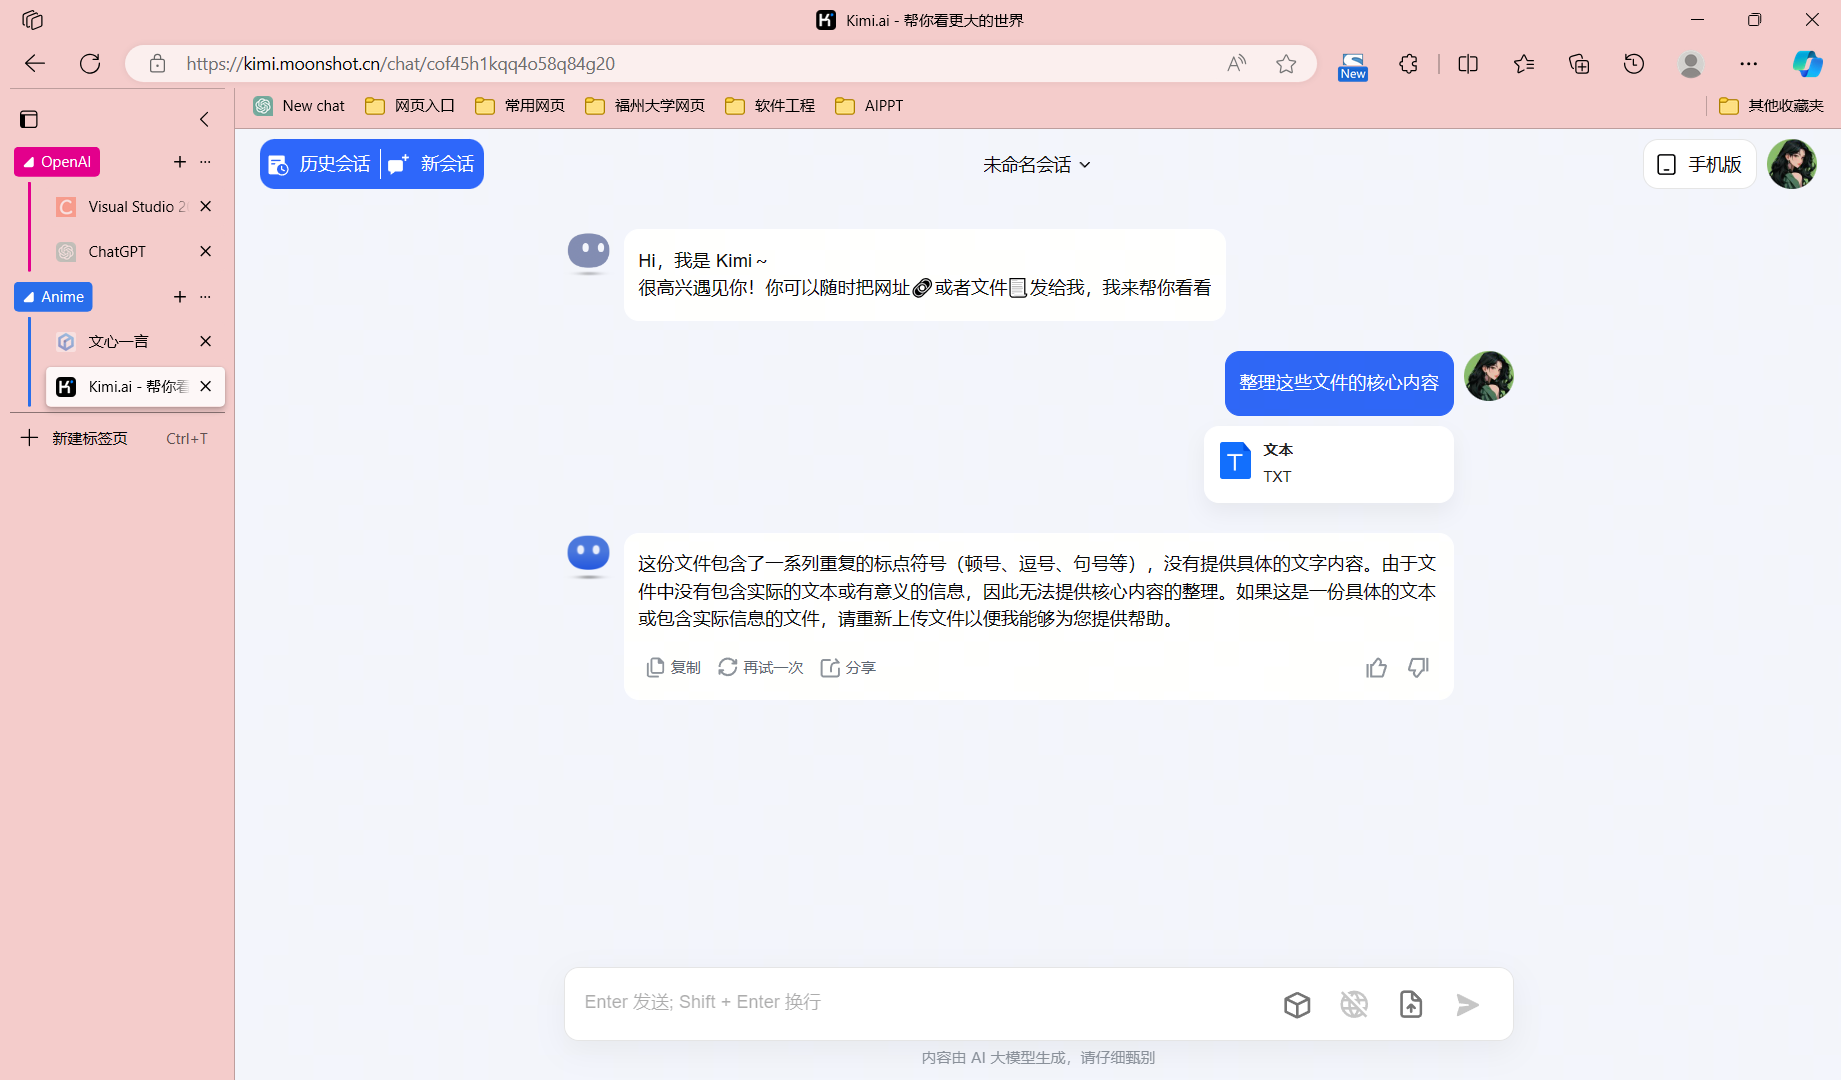 Kimi.ai - 帮你看更大的世界
https://kimi.moonshot.cn/chat/cof45h1kqq4o58q84g20
New
New chat
网页入口
常用网页
福州大学网页
软件工程
AIPPT
其他收藏夹
OpenAI
Visual Studio 2
ChatGPT
Anime
文心一言
Kimi.ai - 帮你看
新建标签页 Ctrl+T
历史会话
新会话
未命名会话
手机版
Hi，我是 Kimi～
很高兴遇见你！你可以随时把网址🔗或者文件📃发给我，我来帮你看看
整理这些文件的核心内容
T
文本
TXT
这份文件包含了一系列重复的标点符号（顿号、逗号、句号等），没有提供具体的文字内容。由于文
件中没有包含实际的文本或有意义的信息，因此无法提供核心内容的整理。如果这是一份具体的文本
或包含实际信息的文件，请重新上传文件以便我能够为您提供帮助。
复制
再试一次
分享
Enter 发送; Shift + Enter 换行
内容由 AI 大模型生成，请仔细甄别